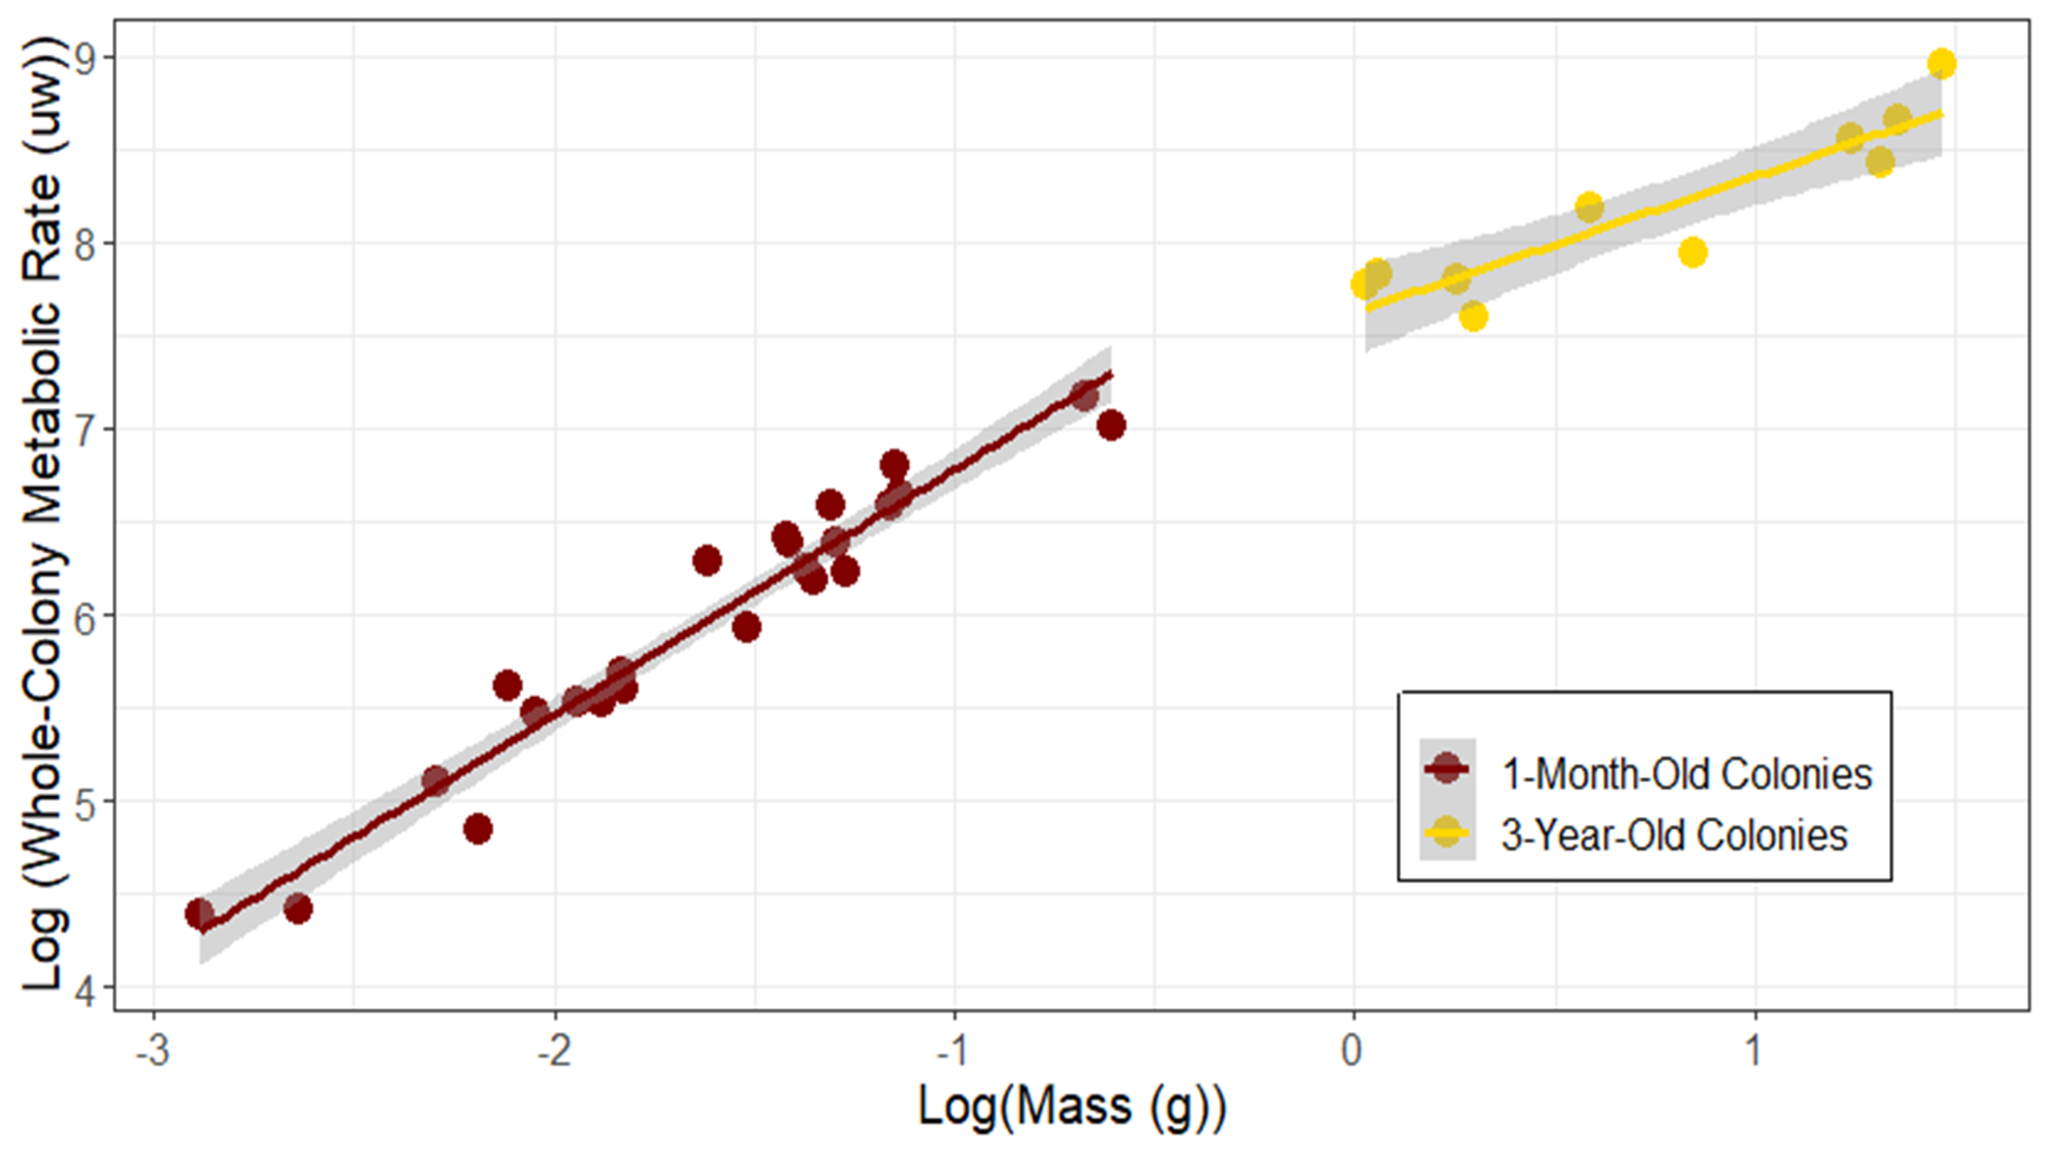 Log (Whole-Colony Metabolic Rate (uw))
9
8
7
6
5
4
1-Month-Old Colonies
3-Year-Old Colonies
-3 -2 -1 0 1
Log(Mass (g))